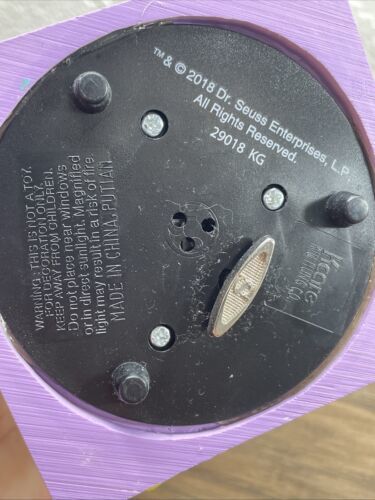 ™& © 2018 Dr. Seuss Enterprises, L.P.
All Rights Reserved.
29018 KG
WARNING: THIS IS NOT A TOY.
FOR DECORATION ONLY.
KEEP AWAY FROM CHILDREN.
Do not place near windows
or in direct sunlight. Magnified
light may result in a risk of fire.
MADE IN CHINA, PUTIAN